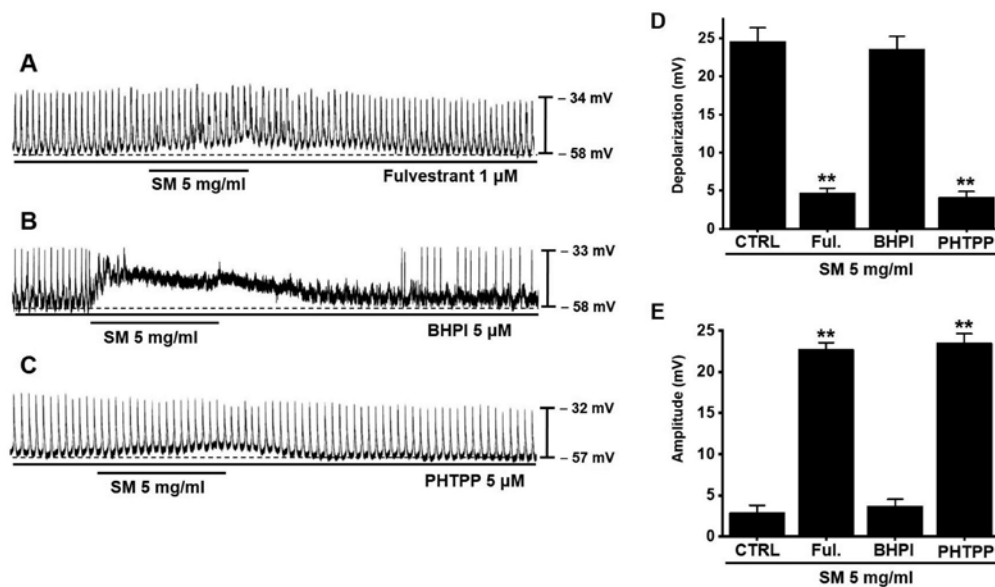 A
– 34 mV
– 58 mV
SM 5 mg/ml
Fulvestrant 1 μM
B
– 33 mV
– 58 mV
SM 5 mg/ml
BHPI 5 μM
C
– 32 mV
– 57 mV
SM 5 mg/ml
PHTPP 5 μM
D
Depolarization (mV)
25
20
15
10
5
0
**
**
CTRL Ful. BHPI PHTPP
SM 5 mg/ml
E
Amplitude (mV)
25
20
15
10
5
0
**
**
CTRL Ful. BHPI PHTPP
SM 5 mg/ml